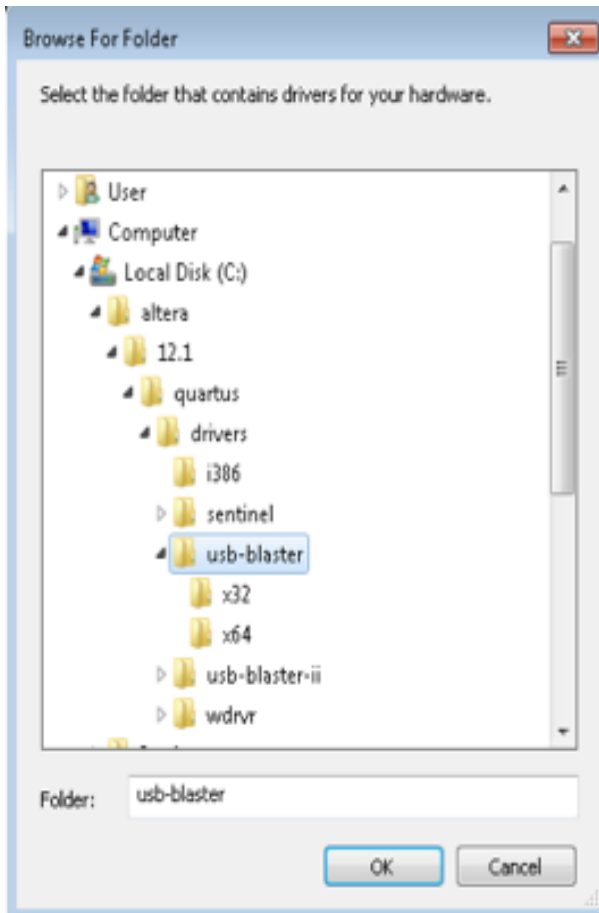 Browse For Folder
Select the folder that contains drivers for your hardware.
User
Computer
Local Disk (C:)
altera
12.1
quartus
drivers
i386
sentinel
usb-blaster
x32
x64
usb-blaster-ii
wdrvr
Folder: usb-blaster
OK Cancel